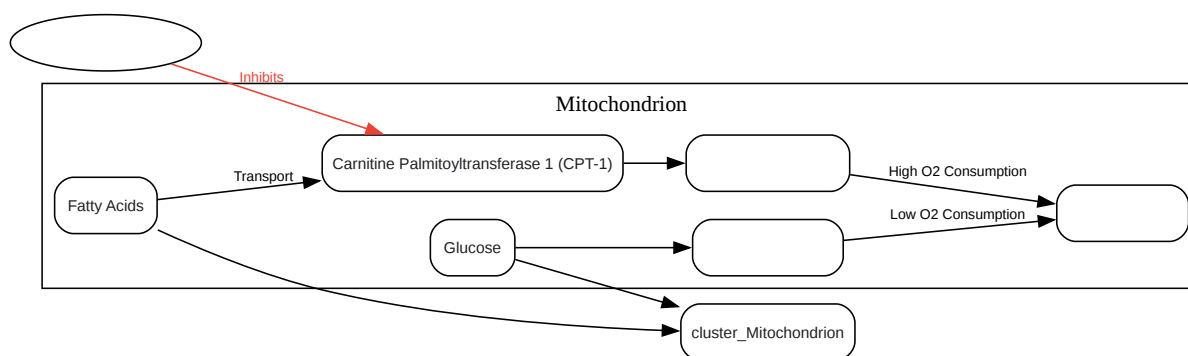 Inhibits
Mitochondrion
Carnitine Palmitoyltransferase 1 (CPT-1)
Transport
High O2 Consumption
Fatty Acids
Low O2 Consumption
Glucose
cluster_Mitochondrion